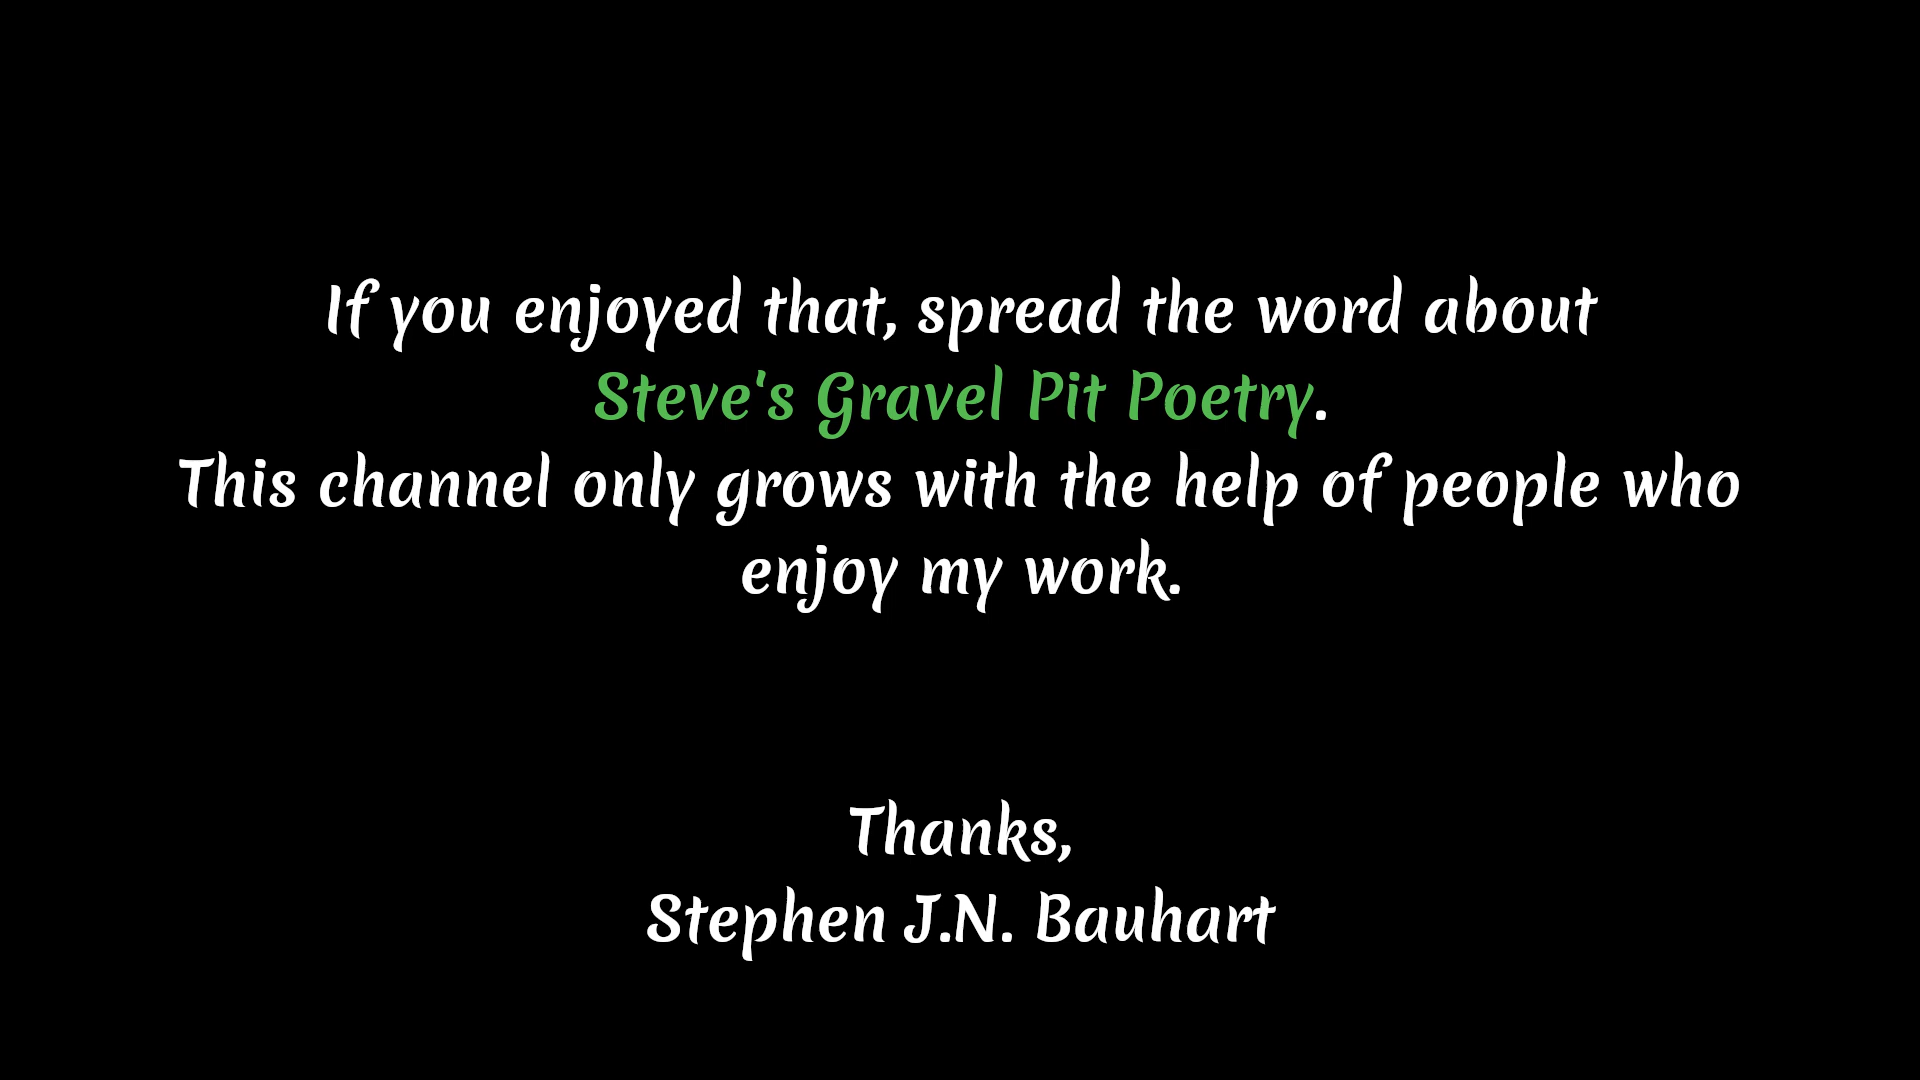 If you enjoyed that, spread the word about
Steve's Gravel Pit Poetry.
This channel only grows with the help of people who
enjoy my work.
Thanks,
Stephen J.N. Bauhart